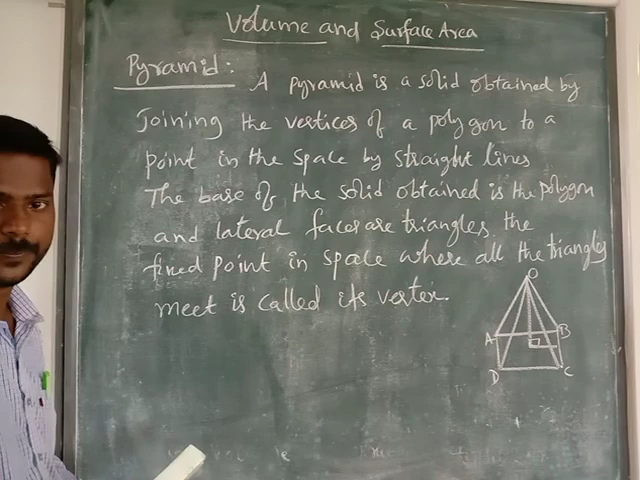 Volume and Surface Area
Pyramid: A pyramid is a solid obtained by
Joining the vertices of a polygon to a
point in the space by straight lines
The base of the solid obtained is the polygon
and lateral faces are triangles. the
fixed point in space where all the triangles
meet is called its vertex.
O
A B
D C